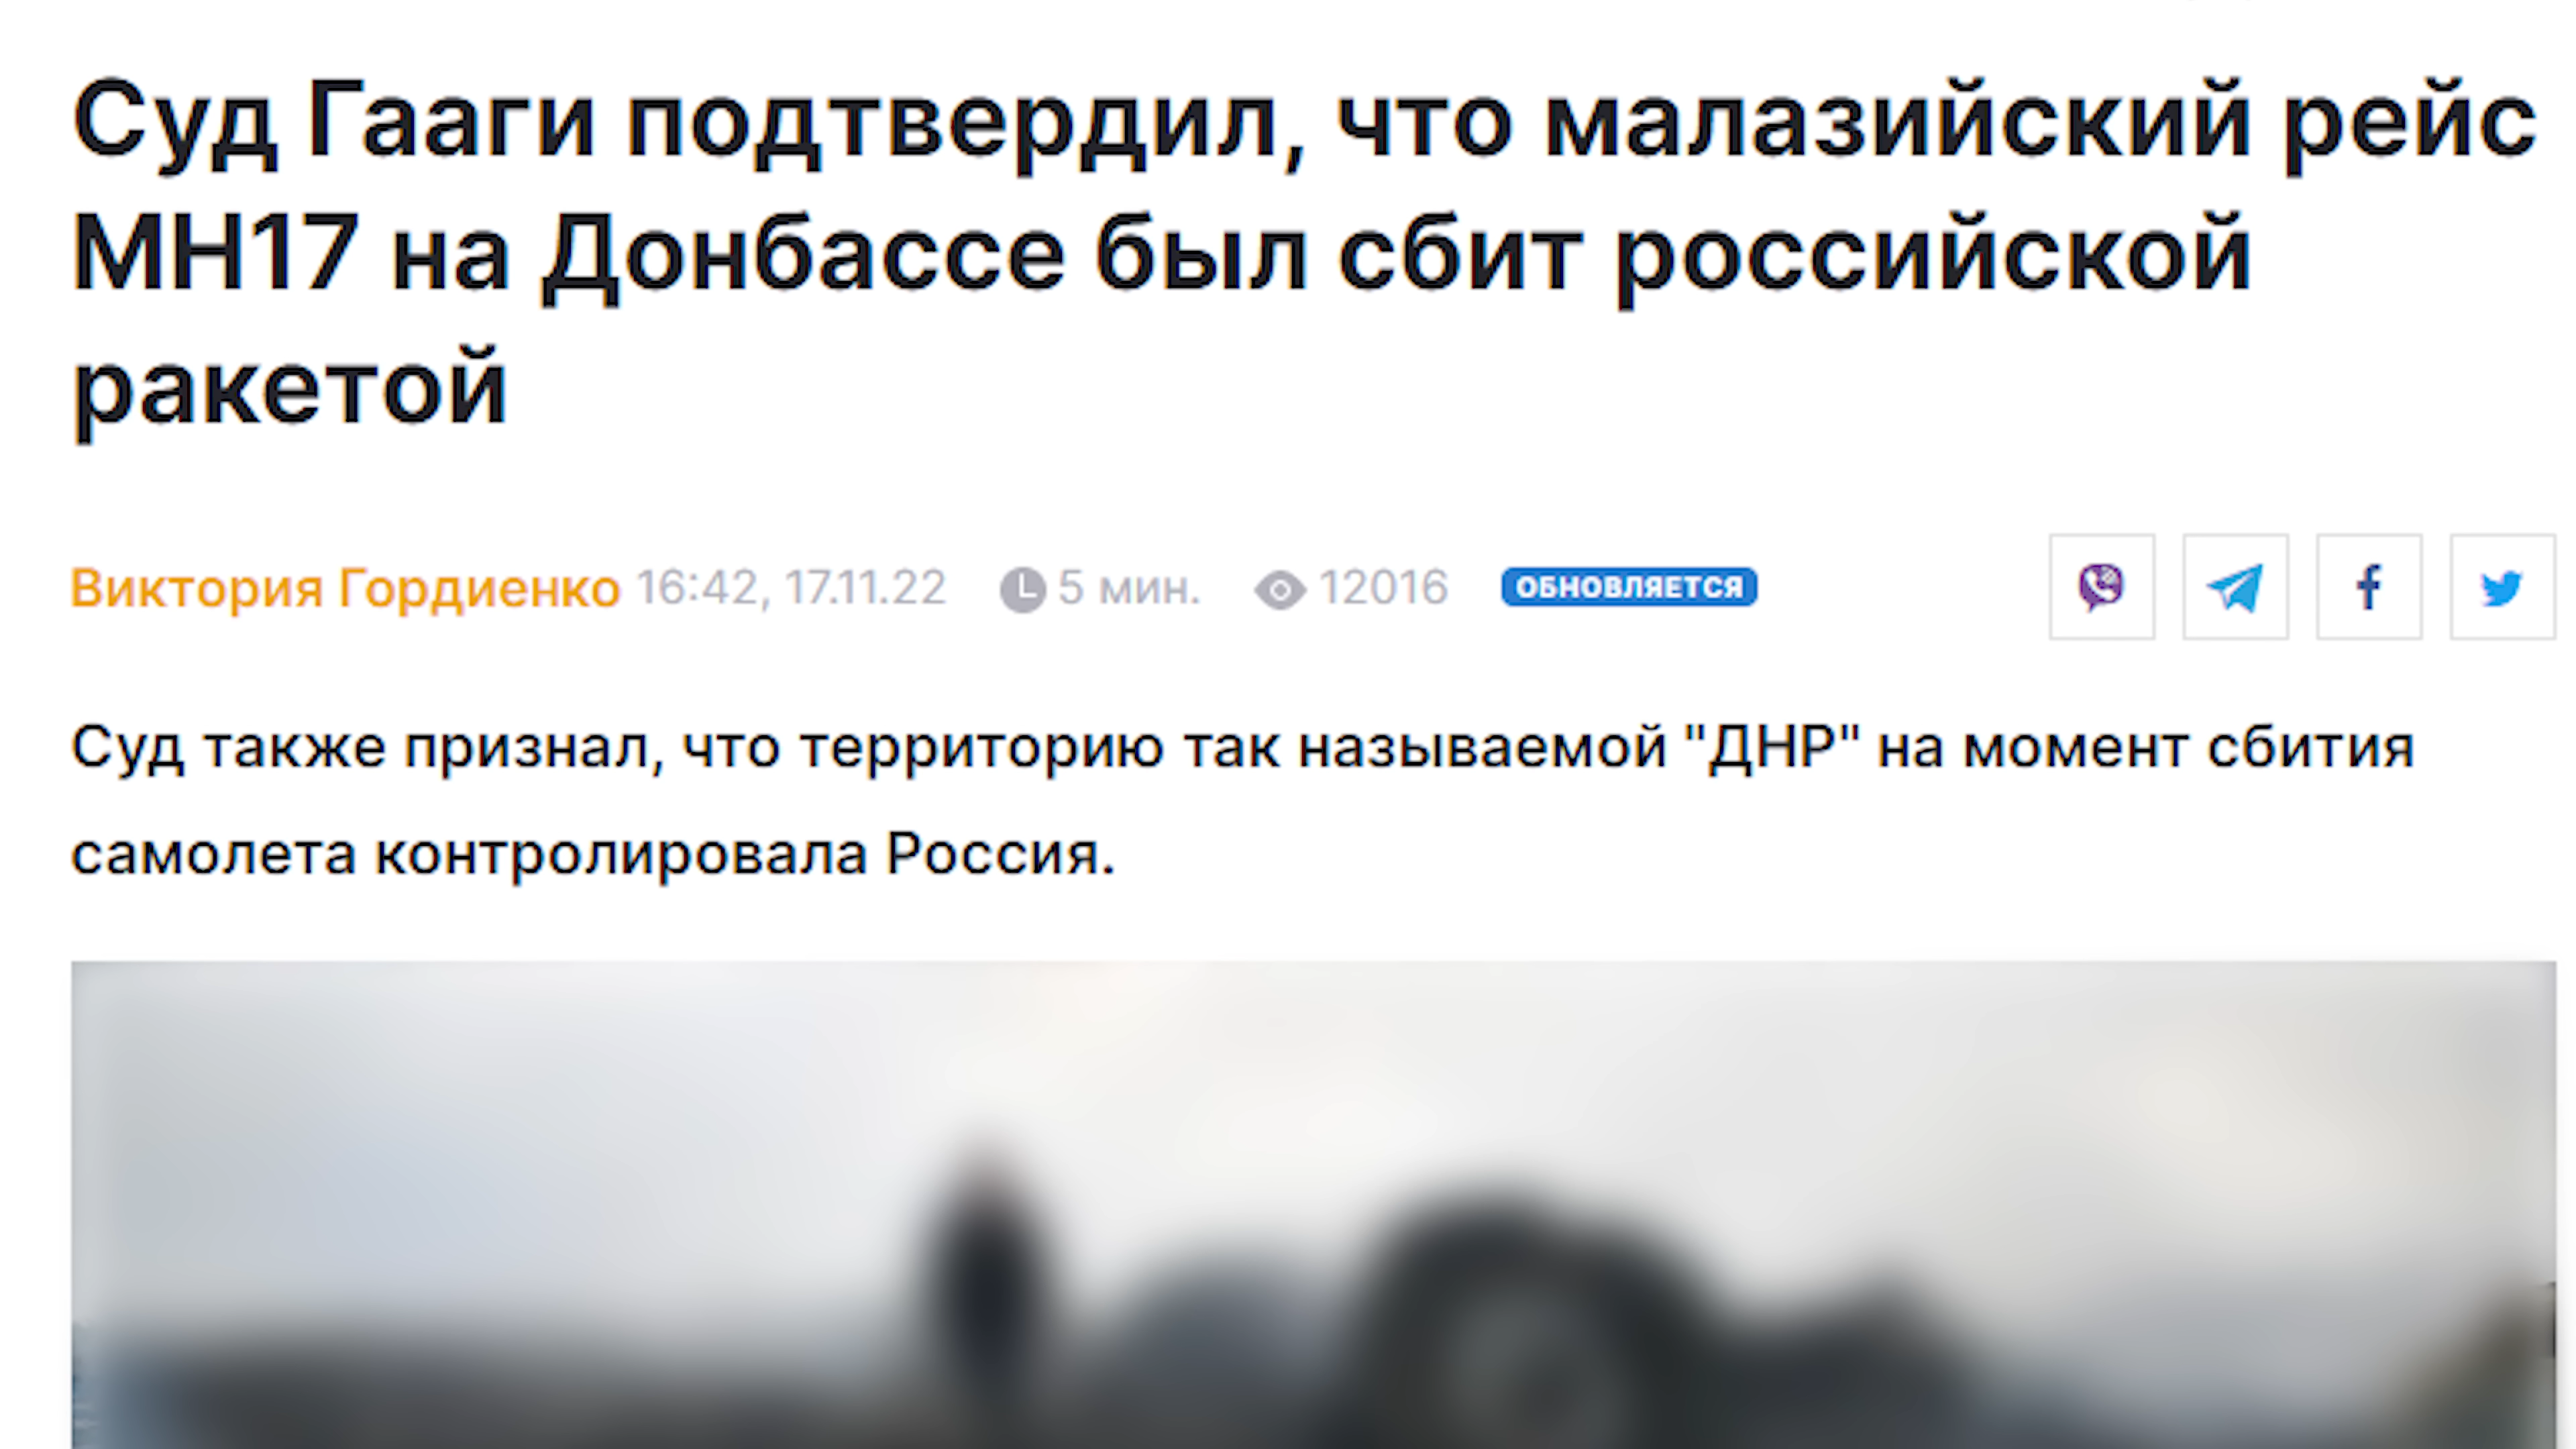 Суд Гааги подтвердил, что малазийский рейс
МН17 на Донбассе был сбит российской
ракетой
Виктория Гордиенко 16:42, 17.11.22 5 мин. 12016 ОБНОВЛЯЕТСЯ
Суд также признал, что территорию так называемой "ДНР" на момент сбития
самолета контролировала Россия.